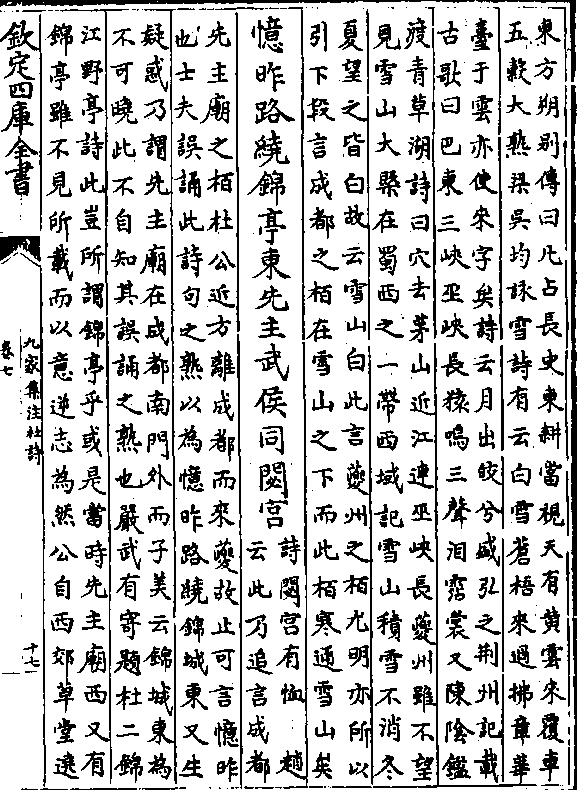 東方朔别傳曰凡占長史東耕當視天有黄雲來覆車
五穀大熟梁吳均詠雪詩有云白雪蒼梧來過拂章華
臺于雲亦使來字矣詩云月出皎兮盛弘之荆州記載
古歌曰巴東三峽巫峽長猿鳴三聲泪霑裳又陳陰鑑
渡青草湖詩曰穴去茅山近江連巫峽長夔州雖不望
見雪山大槩在蜀西之一帶西域記雪山積雪不消冬
夏望之皆白故云雪山白此言夔州之栢尤明亦所以
引下段言成都之栢在雪山之下而此栢寒通雪山矣
憶昨路繞錦亭東先主武侯同閟宫
詩閟宫有恤 趙
云此乃追言成都
先主廟之栢杜公近方離成都而來夔故止可言憶昨
也士夫誤誦此詩句之熟以為憶昨路繞錦城東又生
疑惑乃謂先主廟在成都南門外而子美云錦城東為
不可曉此不自知其誤誦之熟也嚴武有寄題杜二錦
江野亭詩此豈所謂錦亭乎或是當時先主廟西又有
錦亭雖不見所載而以意逆志為然公自西郊草堂遶
欽定四庫全書
九家集注杜詩
卷七
十七